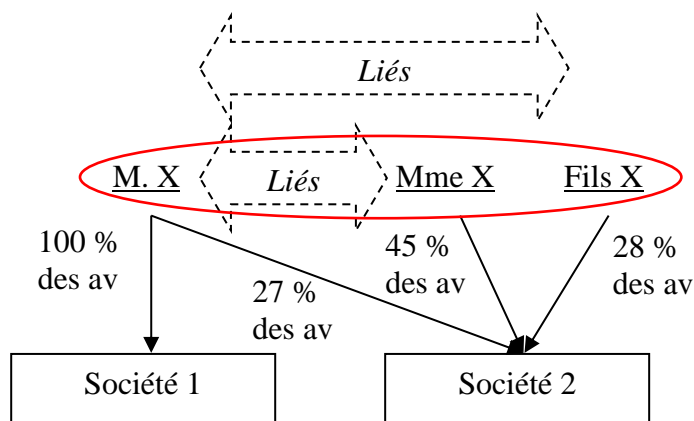 Liés
M. X
Liés
Mme X
Fils X
100 %
des av
27 %
des av
45 %
des av
28 %
des av
Société 1
Société 2